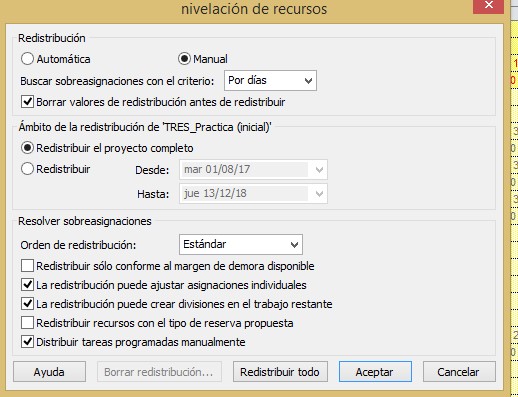 nivelación de recursos
Redistribución
Automática Manual
Buscar sobreasignaciones con el criterio: Por días
Borrar valores de redistribución antes de redistribuir
Ámbito de la redistribución de 'TRES_Practica (inicial)'
Redistribuir el proyecto completo
Redistribuir Desde: mar 01/08/17
Hasta: jue 13/12/18
Resolver sobreasignaciones
Orden de redistribución: Estándar
Redistribuir sólo conforme al margen de demora disponible
La redistribución puede ajustar asignaciones individuales
La redistribución puede crear divisiones en el trabajo restante
Redistribuir recursos con el tipo de reserva propuesta
Distribuir tareas programadas manualmente
Ayuda Borrar redistribución... Redistribuir todo Aceptar Cancelar